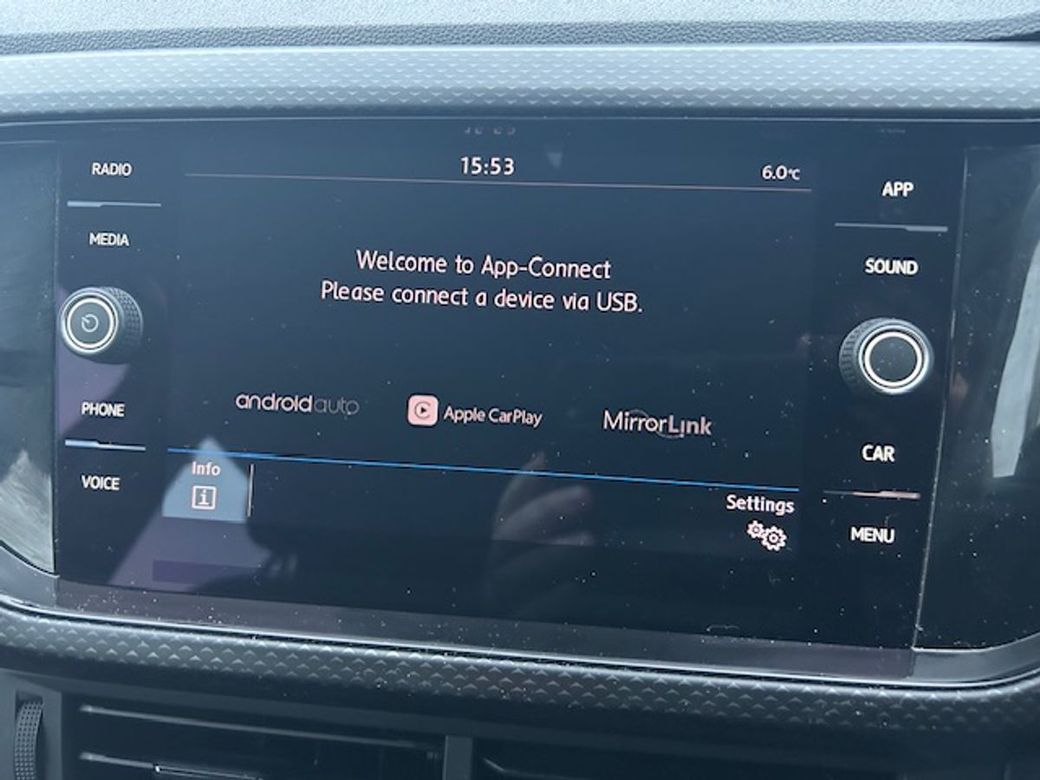 RADIO
MEDIA
PHONE
VOICE
15:53
6.0℃
Welcome to App-Connect
Please connect a device via USB.
androidauto
Apple CarPlay
MirrorLink
Info
i
Settings
APP
SOUND
CAR
MENU